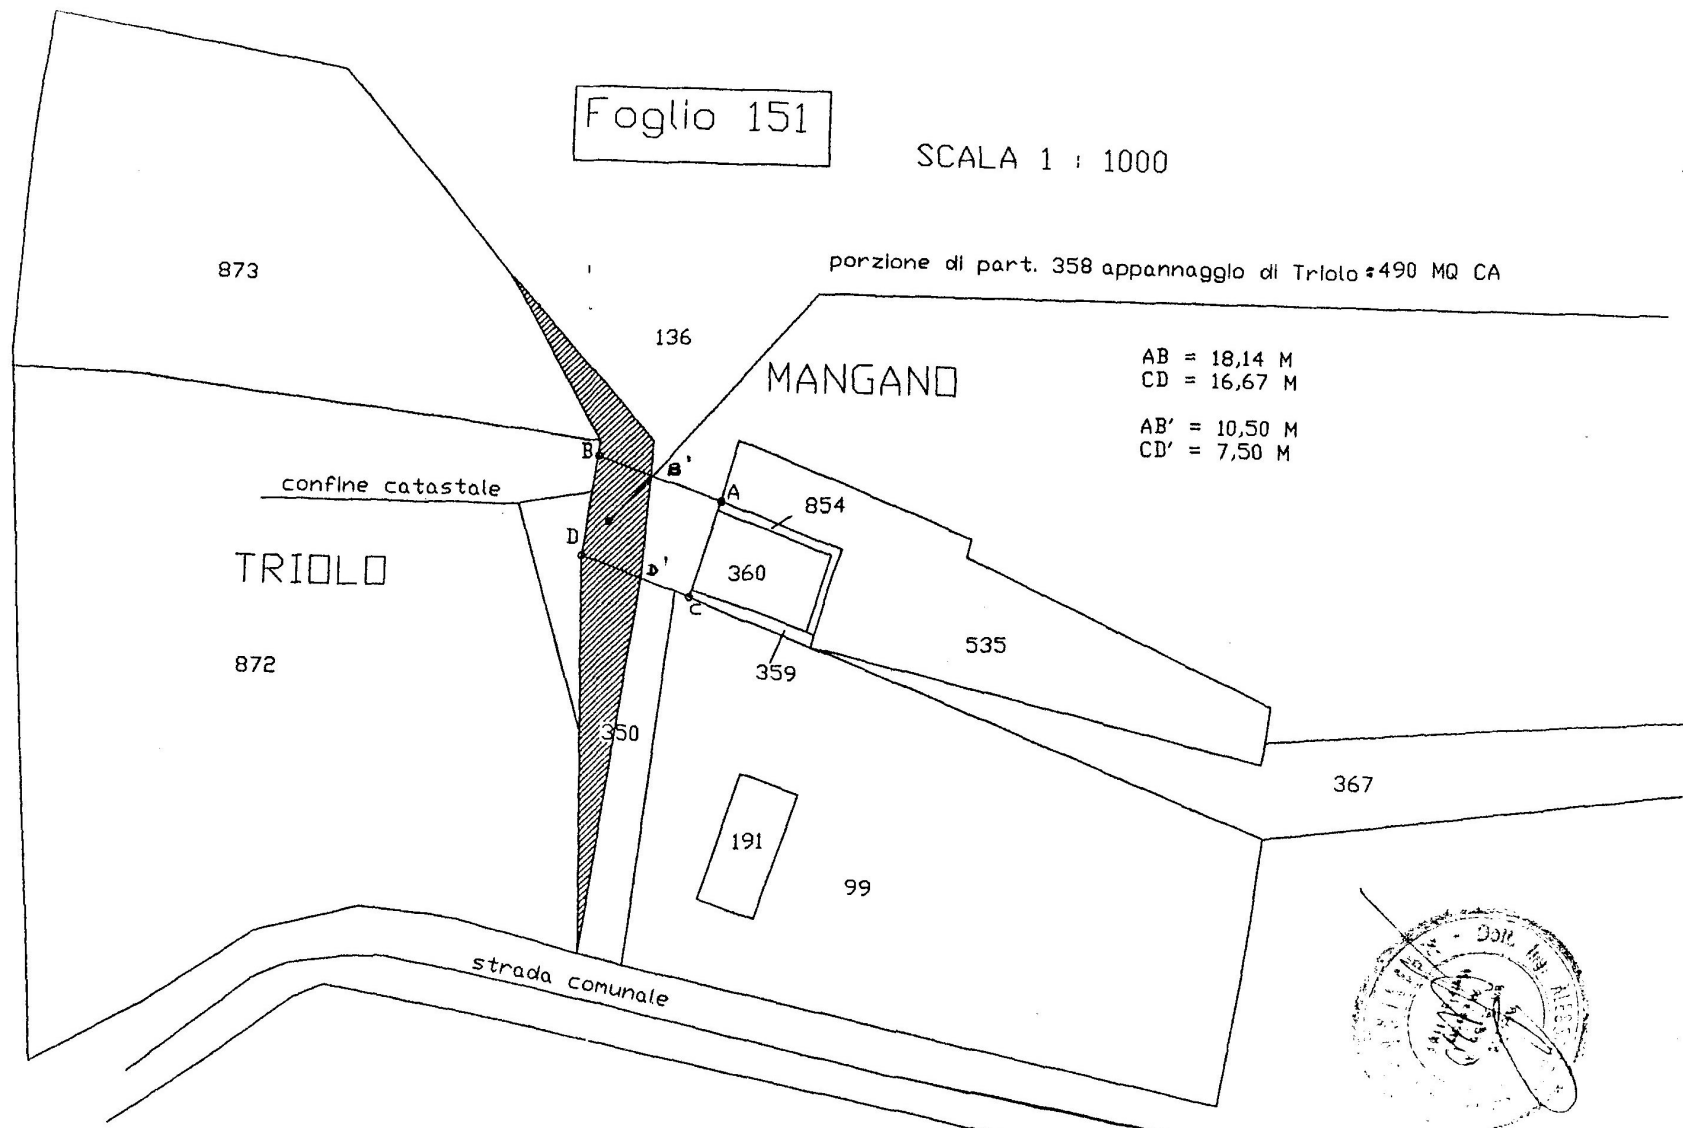 Foglio 151
SCALA 1 : 1000
873
porzione di part. 358 appannaggio di Triolo :490 MQ CA
136
MANGANO
AB = 18,14 M
CD = 16,67 M
AB' = 10,50 M
CD' = 7,50 M
B
B'
confine catastale
A
854
D
TRIOLO
D'
360
C
535
872
359
350
367
191
99
strada comunale
Dott. Ing.